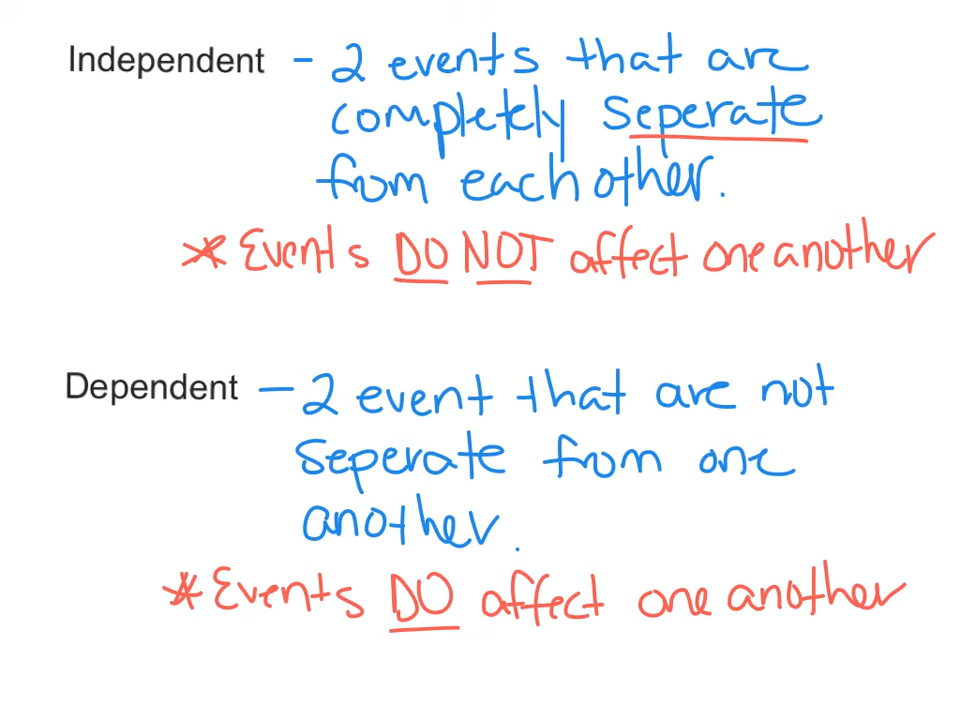 Independent - 2 events that are
completely seperate
from each other.
* Events DO NOT affect one another
Dependent - 2 event that are not
seperate from one
another.
* Events DO affect one another